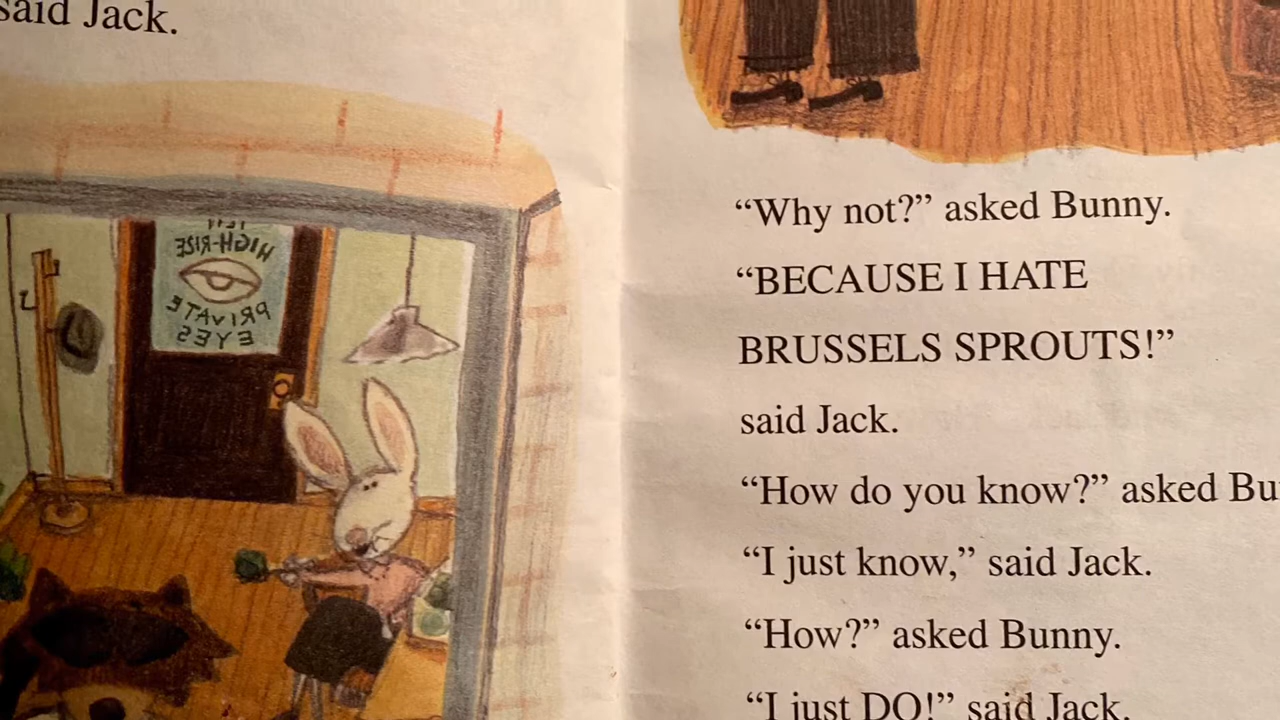 said Jack.
HIGH-RISE
PRIVATE
EYES
“Why not?” asked Bunny.
“BECAUSE I HATE
BRUSSELS SPROUTS!”
said Jack.
“How do you know?” asked Bu
“I just know,” said Jack.
“How?” asked Bunny.
“I just DO!” said Jack.